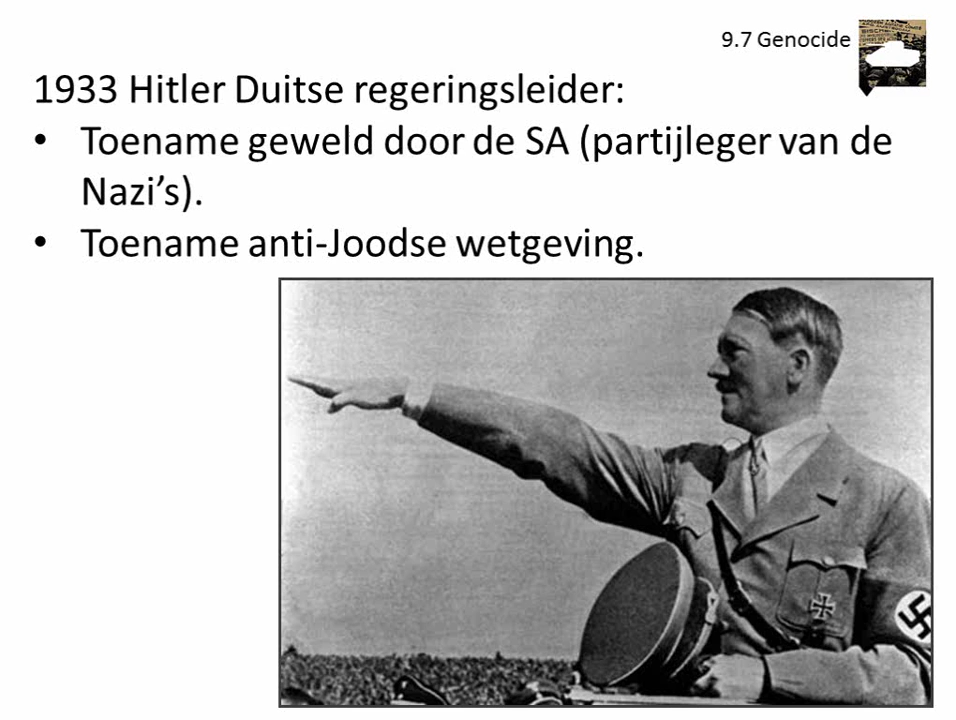 9.7 Genocide
1933 Hitler Duitse regeringsleider:
• Toename geweld door de SA (partijleger van de
Nazi’s).
• Toename anti-Joodse wetgeving.